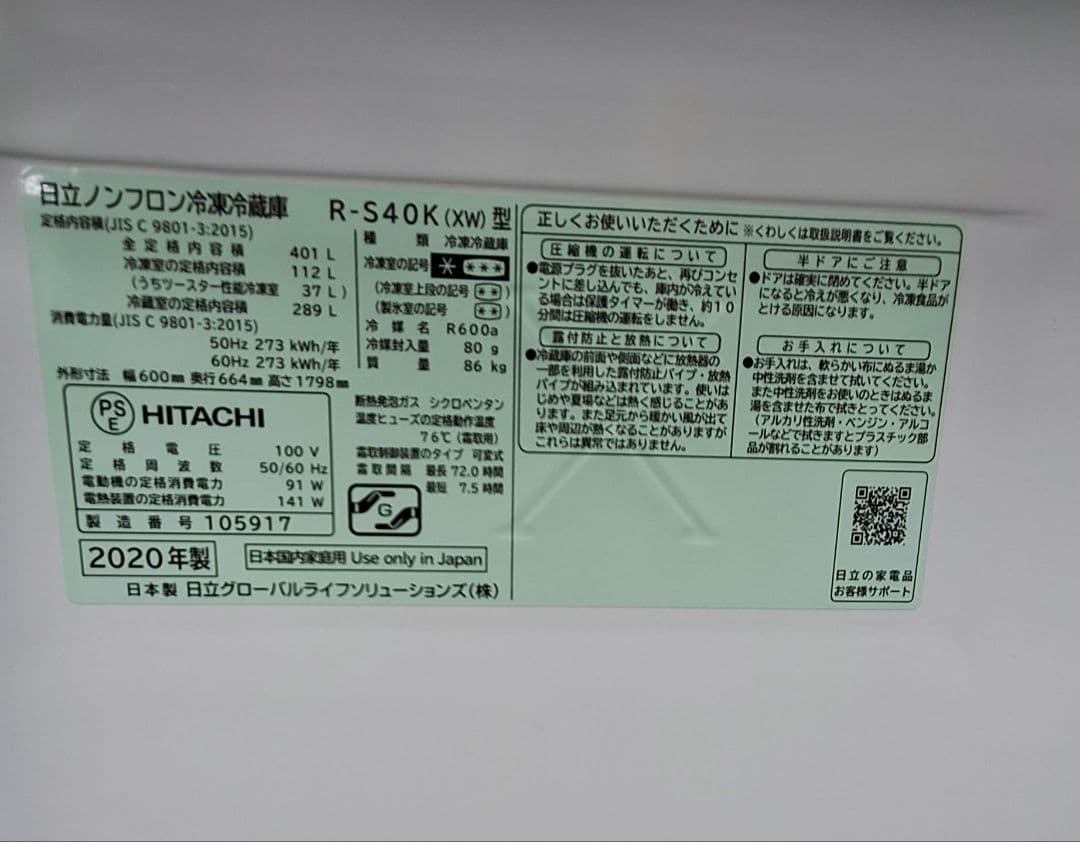 日立ノンフロン冷凍冷蔵庫 R-S40K(XW)型
定格内容積(JIS C 9801-3:2015)
全定格内容積 401 L
冷凍室の定格内容積 112 L
(うちツースター性能冷凍室 37 L)
冷蔵室の定格内容積 289 L
消費電力量(JIS C 9801-3:2015)
50Hz 273 kWh/年
60Hz 273 kWh/年
外形寸法 幅600㎜ 奥行664㎜ 高さ1798㎜
種類 冷凍冷蔵庫
冷凍室の記号 * ***
(冷凍室上段の記号 **)
(製氷室の記号 **)
冷媒名 R600a
冷媒封入量 80 g
質量 86 kg
PSE HITACHI
定格電圧 100 V
定格周波数 50/60 Hz
電動機の定格消費電力 91 W
電熱装置の定格消費電力 141 W
製造番号 105917
断熱発泡ガス シクロペンタン
温度ヒューズの定格動作温度
76℃(霜取用)
霜取制御装置のタイプ 可変式
霜取間隔 最長 72.0 時間
最短 7.5 時間
G
2020年製
日本国内家庭用 Use only in Japan
日本製 日立グローバルライフソリューションズ(株)
正しくお使いいただくために ※くわしくは取扱説明書をご覧ください。
圧縮機の運転について
●電源プラグを抜いたあと、再びコンセ
ントに差し込んでも、庫内が冷えてい
る場合は保護タイマーが働き、約10
分間は圧縮機の運転をしません。
露付防止と放熱について
●冷蔵庫の前面や側面などに放熱器の
一部を利用した露付防止パイプ・放熱
パイプが組み込まれています。使いは
じめや夏場などは熱く感じることがあ
ります。また足元から暖かい風が出て
床や周辺が熱くなることがありますが
これらは異常ではありません。
半ドアにご注意
●ドアは確実に閉めてください。半ドア
になると冷えが悪くなり、冷凍食品が
とける原因になります。
お手入れについて
●お手入れは、軟らかい布にぬるま湯か
中性洗剤を含ませて拭いてください。
また中性洗剤をお使いのときはぬるま
湯を含ませた布で拭きとってください。
(アルカリ性洗剤・ベンジン・アルコ
ールなどで拭きますとプラスチック部
品が割れることがあります)
日立の家電品
お客様サポート